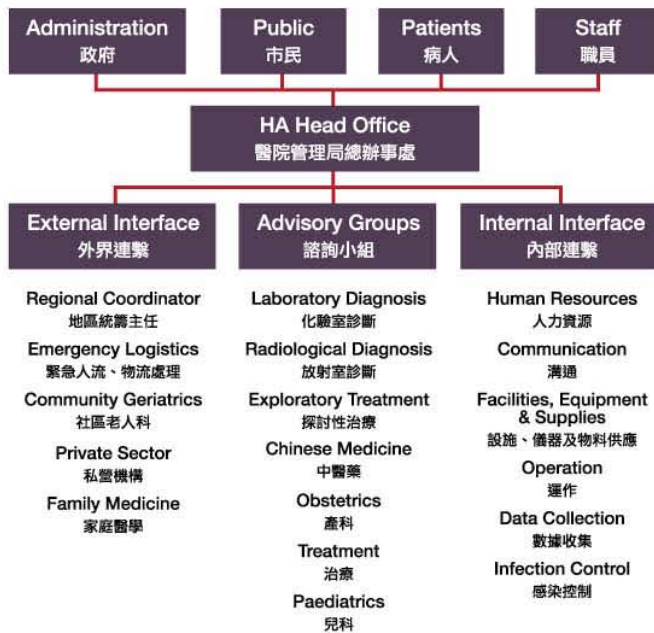 Administration
政府
Public
市民
Patients
病人
Staff
職員
HA Head Office
醫院管理局總辦事處
External Interface
外界連繫
Regional Coordinator
地區統籌主任
Emergency Logistics
緊急人流、物流處理
Community Geriatrics
社區老人科
Private Sector
私營機構
Family Medicine
家庭醫學
Advisory Groups
諮詢小組
Laboratory Diagnosis
化驗室診斷
Radiological Diagnosis
放射室診斷
Exploratory Treatment
探討性治療
Chinese Medicine
中醫藥
Obstetrics
產科
Treatment
治療
Paediatrics
兒科
Internal Interface
內部連繫
Human Resources
人力資源
Communication
溝通
Facilities, Equipment
& Supplies
設施、儀器及物料供應
Operation
運作
Data Collection
數據收集
Infection Control
感染控制